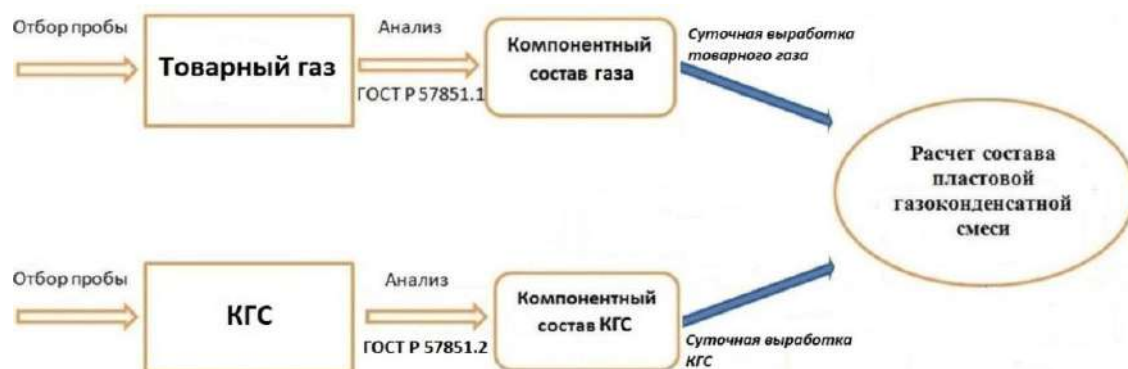 Отбор пробы
Товарный газ
Анализ
ГОСТ Р 57851.1
Компонентный
состав газа
Суточная выработка
товарного газа
Расчет состава
пластовой
газоконденсатной
смеси
Отбор пробы
КГС
Анализ
ГОСТ Р 57851.2
Компонентный
состав КГС
Суточная выработка
КГС